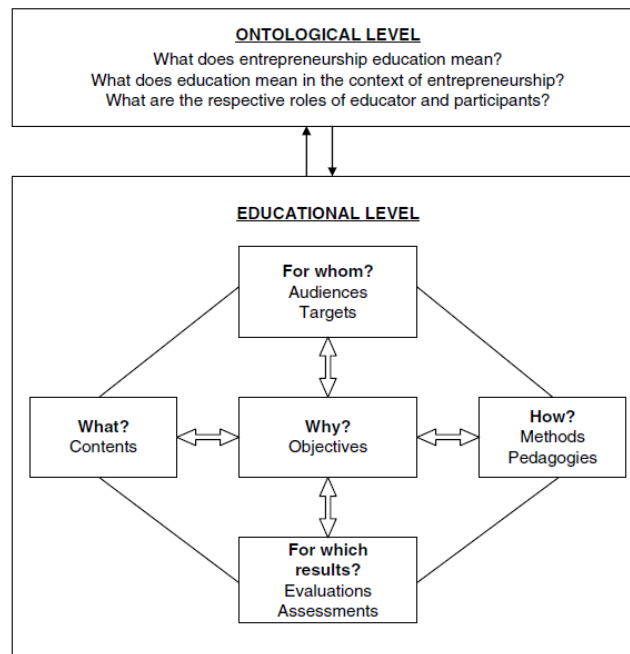 ONTOLOGICAL LEVEL
What does entrepreneurship education mean?
What does education mean in the context of entrepreneurship?
What are the respective roles of educator and participants?
EDUCATIONAL LEVEL
For whom?
Audiences
Targets
What?
Contents
Why?
Objectives
How?
Methods
Pedagogies
For which
results?
Evaluations
Assessments